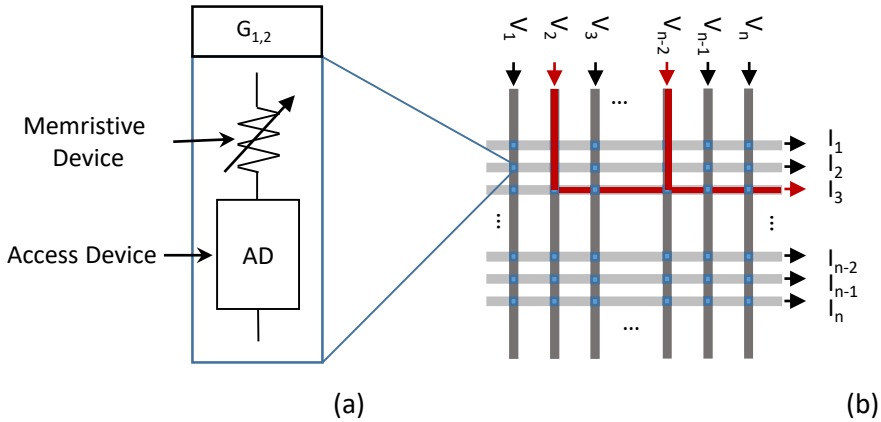 G1,2
Memristive
Device
Access Device
AD
(a)
V1
V2
V3
Vn-2
Vn-1
Vn
...
I1
I2
I3
...
...
In-2
In-1
In
...
(b)